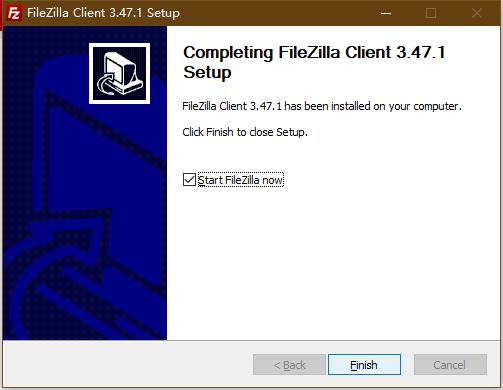 FileZilla Client 3.47.1 Setup
Completing FileZilla Client 3.47.1
Setup
FileZilla Client 3.47.1 has been installed on your computer.
Click Finish to close Setup.
Start FileZilla now
< Back
Finish
Cancel